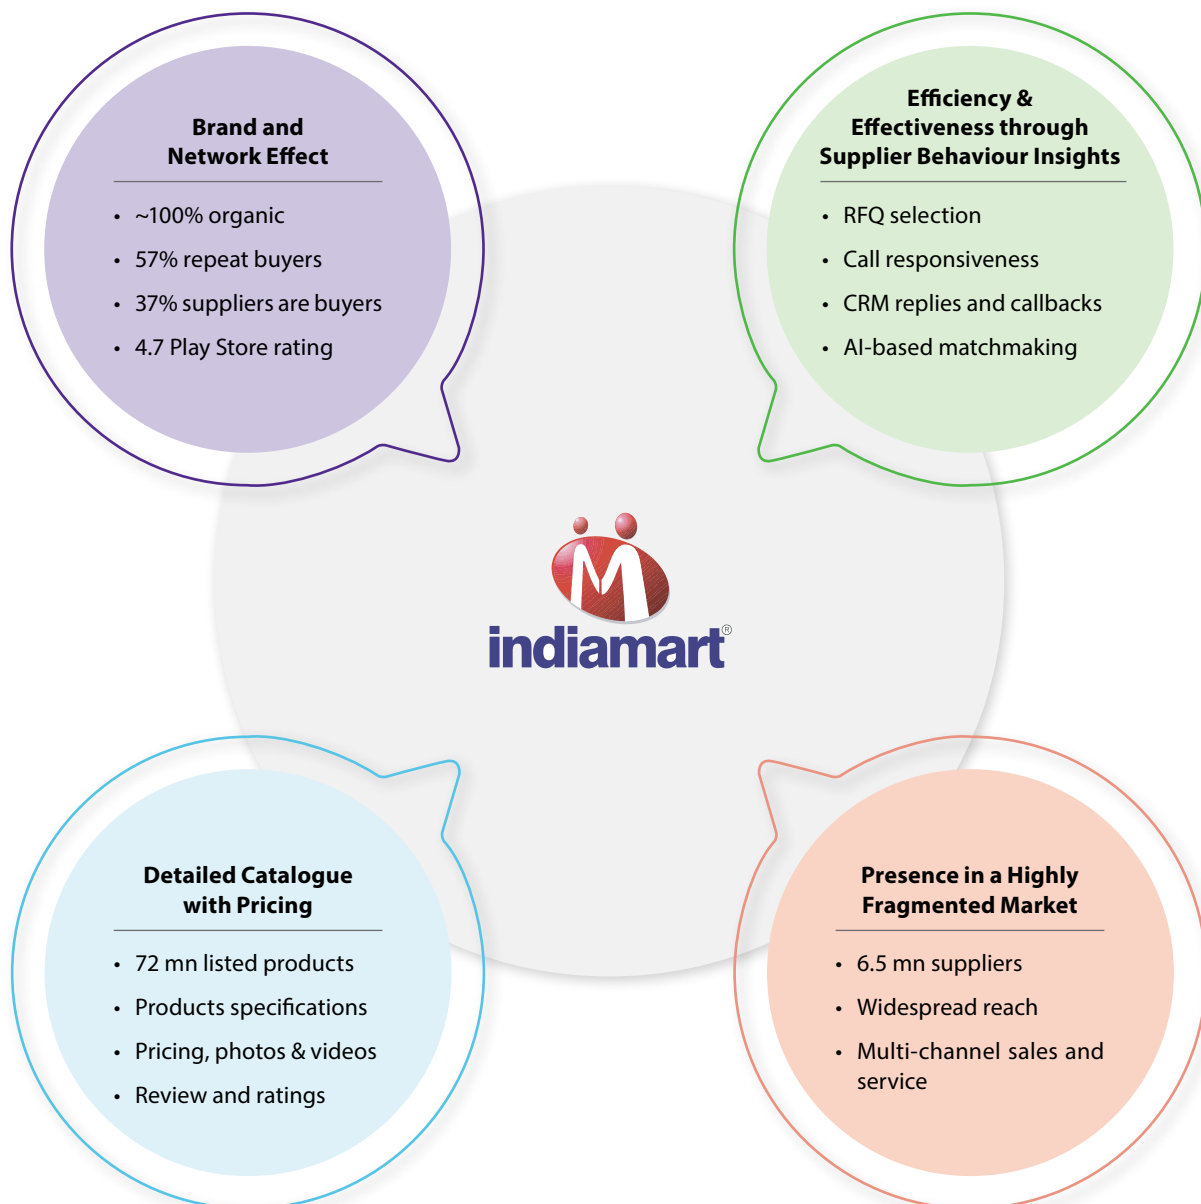 Brand and
Network Effect
• ~100% organic
• 57% repeat buyers
• 37% suppliers are buyers
• 4.7 Play Store rating
Efficiency &
Effectiveness through
Supplier Behaviour Insights
• RFQ selection
• Call responsiveness
• CRM replies and callbacks
• AI-based matchmaking
indiamart®
Detailed Catalogue
with Pricing
• 72 mn listed products
• Products specifications
• Pricing, photos & videos
• Review and ratings
Presence in a Highly
Fragmented Market
• 6.5 mn suppliers
• Widespread reach
• Multi-channel sales and
service